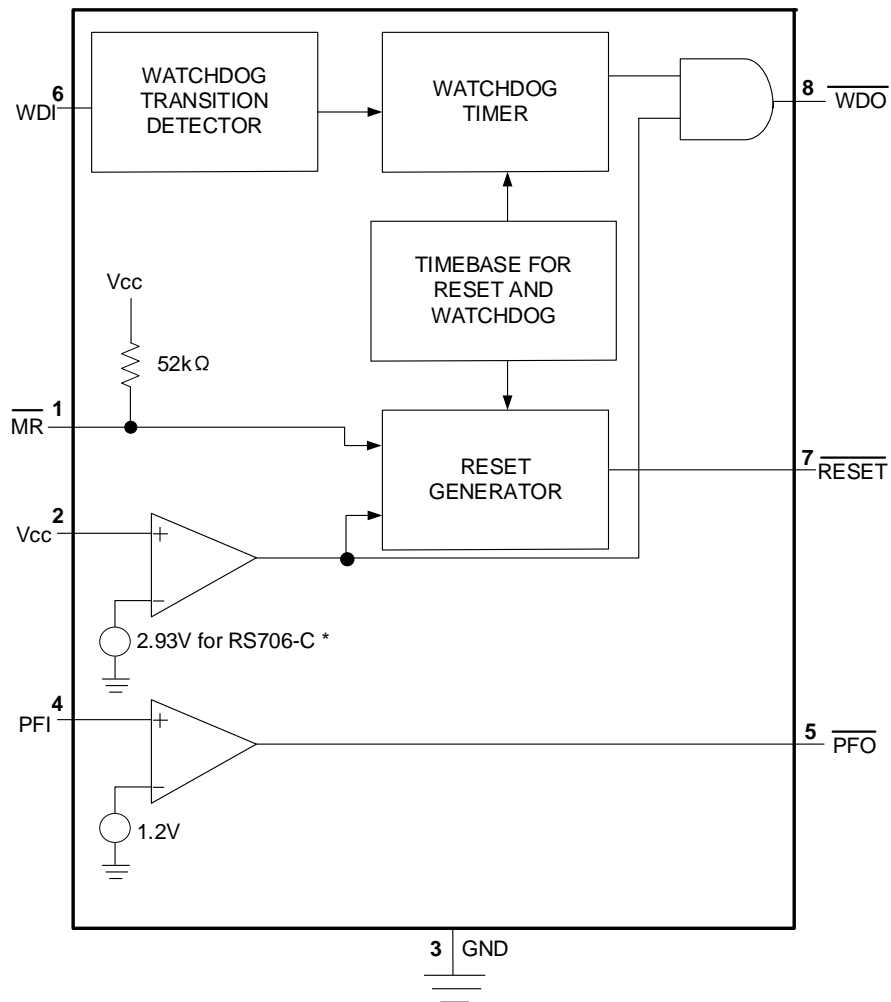 WATCHDOG
TRANSITION
DETECTOR
WATCHDOG
TIMER
6
WDI
8
WDO
TIMEBASE FOR
RESET AND
WATCHDOG
Vcc
52kΩ
1
MR
RESET
GENERATOR
7
RESET
2
Vcc
+
−
2.93V for RS706-C *
4
PFI
+
−
1.2V
5
PFO
3 GND